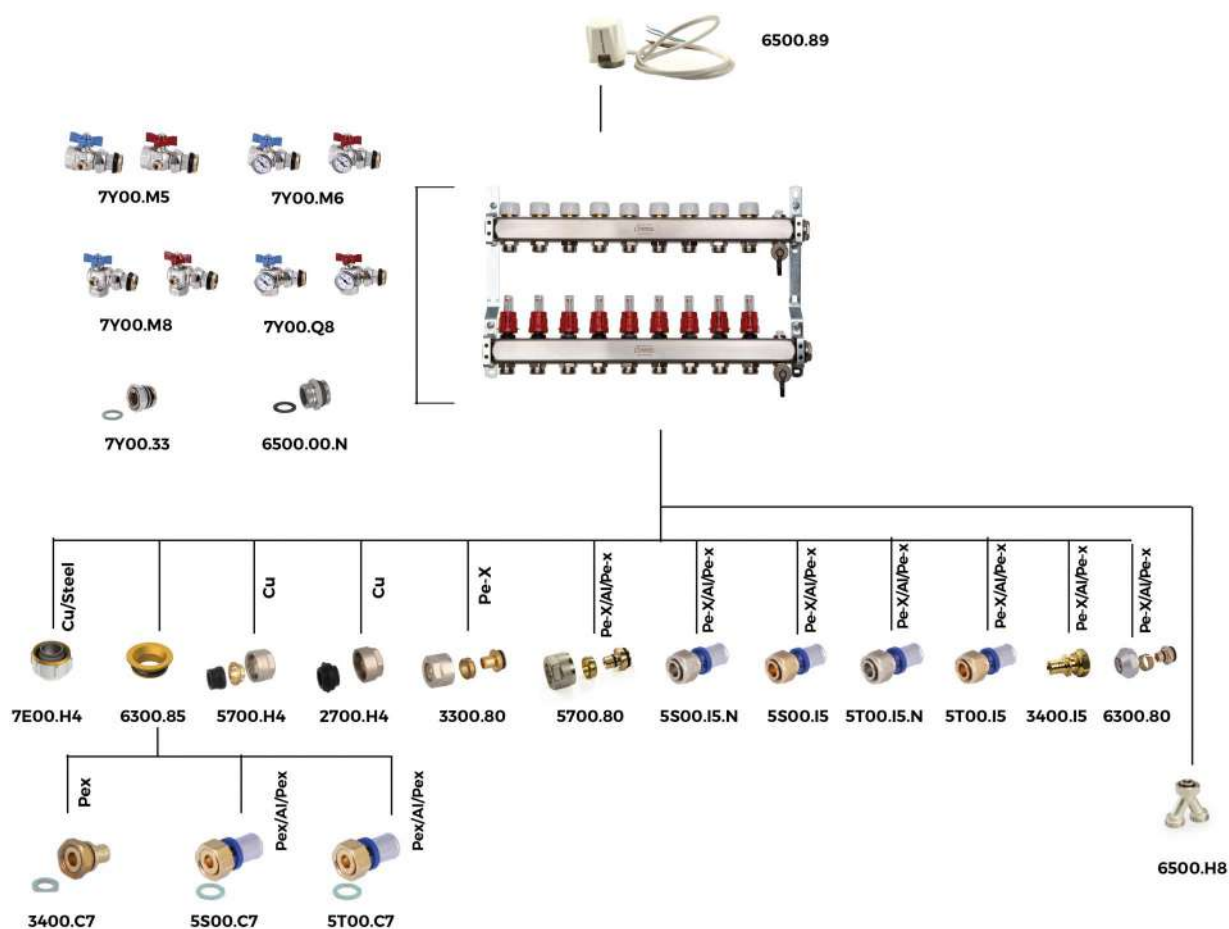 6500.89
7Y00.M5
7Y00.M6
7Y00.M8
7Y00.Q8
7Y00.33
6500.00.N
Cu/Steel
Cu
Cu
Pe-X
Pe-X/Al/Pe-x
Pe-X/Al/Pe-x
Pe-X/Al/Pe-x
Pe-X/Al/Pe-x
Pe-X/Al/Pe-x
Pe-X/Al/Pe-x
Pe-X/Al/Pe-x
7E00.H4
6300.85
5700.H4
2700.H4
3300.80
5700.80
5S00.I5.N
5S00.I5
5T00.I5.N
5T00.I5
3400.I5
6300.80
Pex
Pex/Al/Pex
Pex/Al/Pex
6500.H8
3400.C7
5S00.C7
5T00.C7